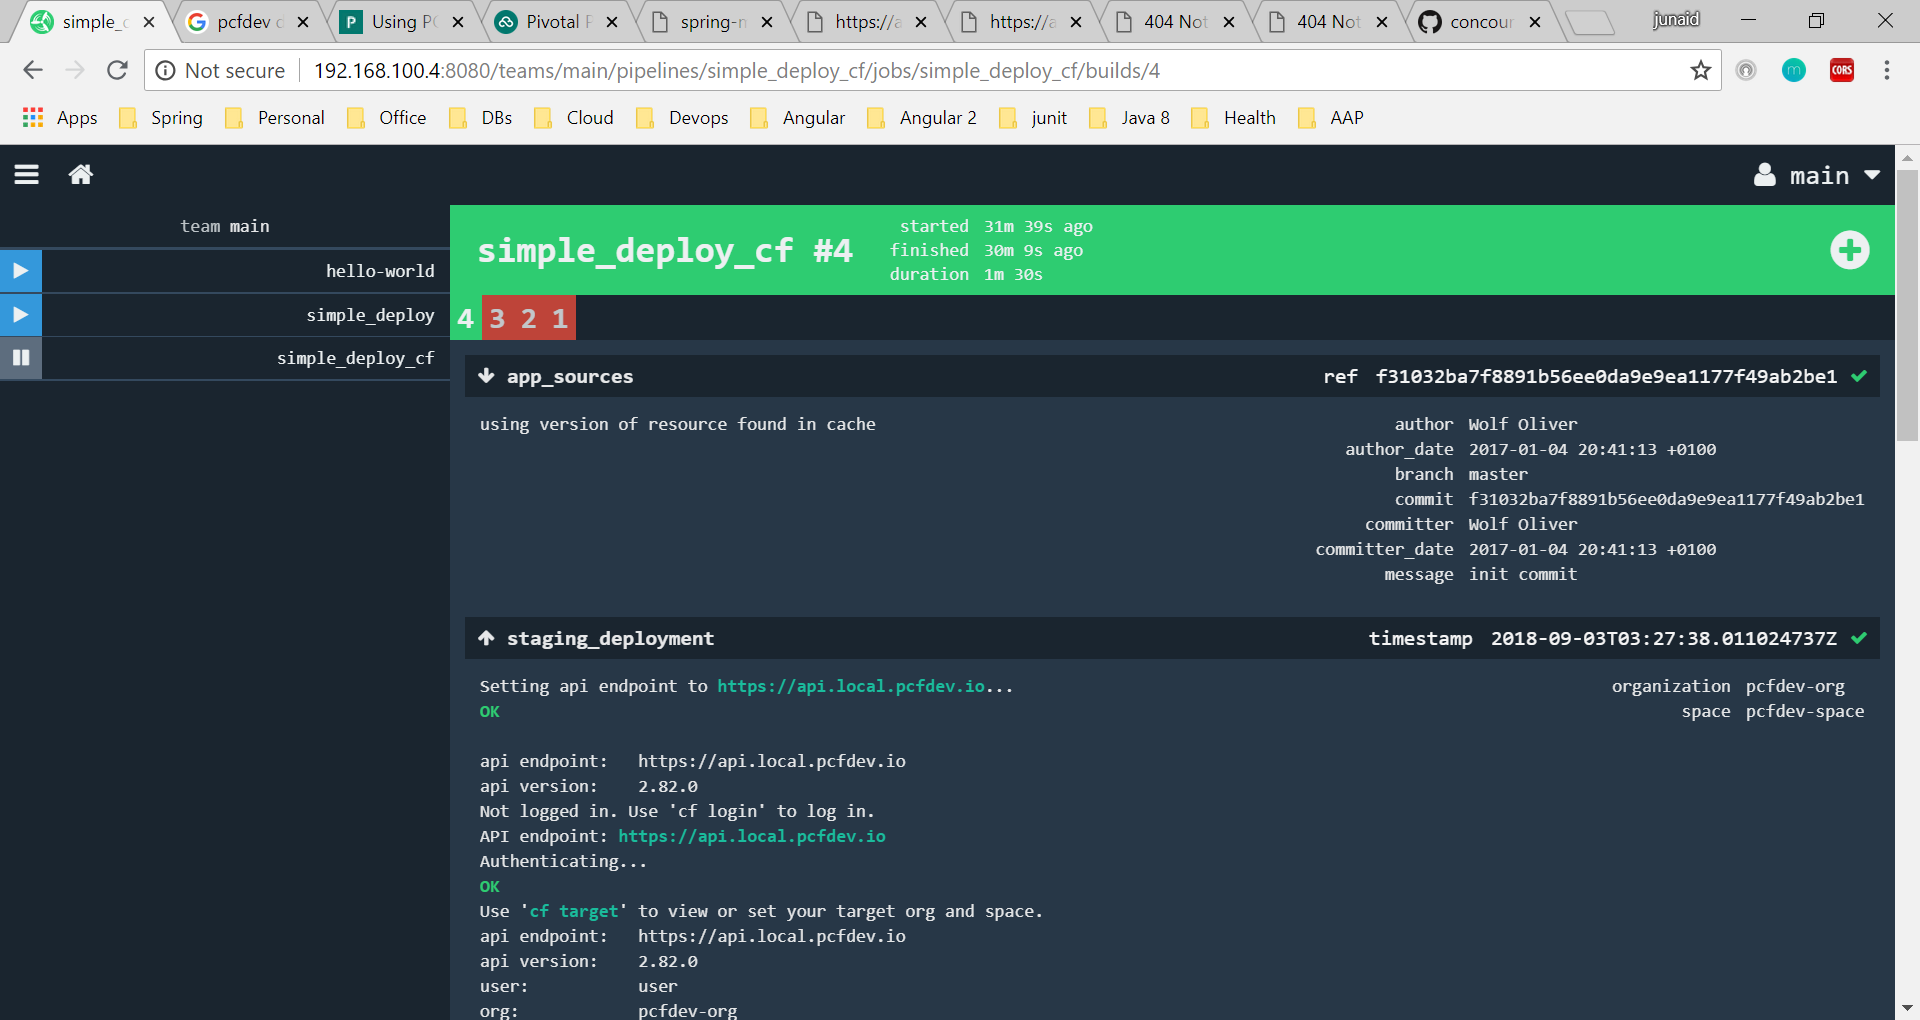 simple_c
pcfdev d
Using PC
Pivotal P
spring-m
https://a
https://a
404 Not
404 Not
concour
junaid
Not secure
192.168.100.4:8080/teams/main/pipelines/simple_deploy_cf/jobs/simple_deploy_cf/builds/4
CORS
Apps Spring Personal Office DBs Cloud Devops Angular Angular 2 junit Java 8 Health AAP
main
team main
hello-world
simple_deploy
simple_deploy_cf
simple_deploy_cf #4
started 31m 39s ago
finished 30m 9s ago
duration 1m 30s
4 3 2 1
app_sources ref f31032ba7f8891b56ee0da9e9ea1177f49ab2be1
using version of resource found in cache
author Wolf Oliver
author_date 2017-01-04 20:41:13 +0100
branch master
commit f31032ba7f8891b56ee0da9e9ea1177f49ab2be1
committer Wolf Oliver
committer_date 2017-01-04 20:41:13 +0100
message init commit
staging_deployment timestamp 2018-09-03T03:27:38.011024737Z
Setting api endpoint to https://api.local.pcfdev.io...
OK
organization pcfdev-org
space pcfdev-space
api endpoint: https://api.local.pcfdev.io
api version: 2.82.0
Not logged in. Use 'cf login' to log in.
API endpoint: https://api.local.pcfdev.io
Authenticating...
OK
Use 'cf target' to view or set your target org and space.
api endpoint: https://api.local.pcfdev.io
api version: 2.82.0
user: user
org: pcfdev-org